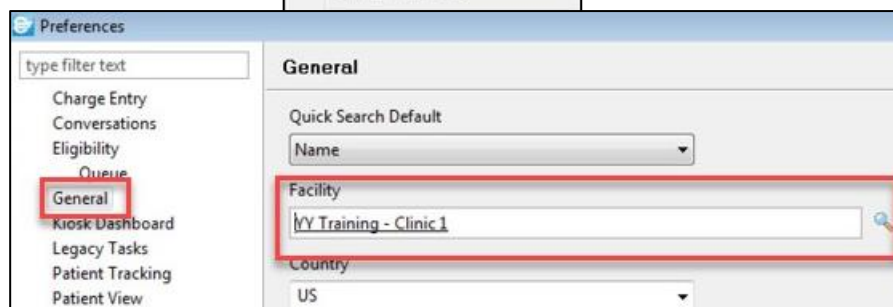 Preferences
type filter text
Charge Entry
Conversations
Eligibility
Queue
General
Kiosk Dashboard
Legacy Tasks
Patient Tracking
Patient View
General
Quick Search Default
Name
Facility
YY Training - Clinic 1
Country
US